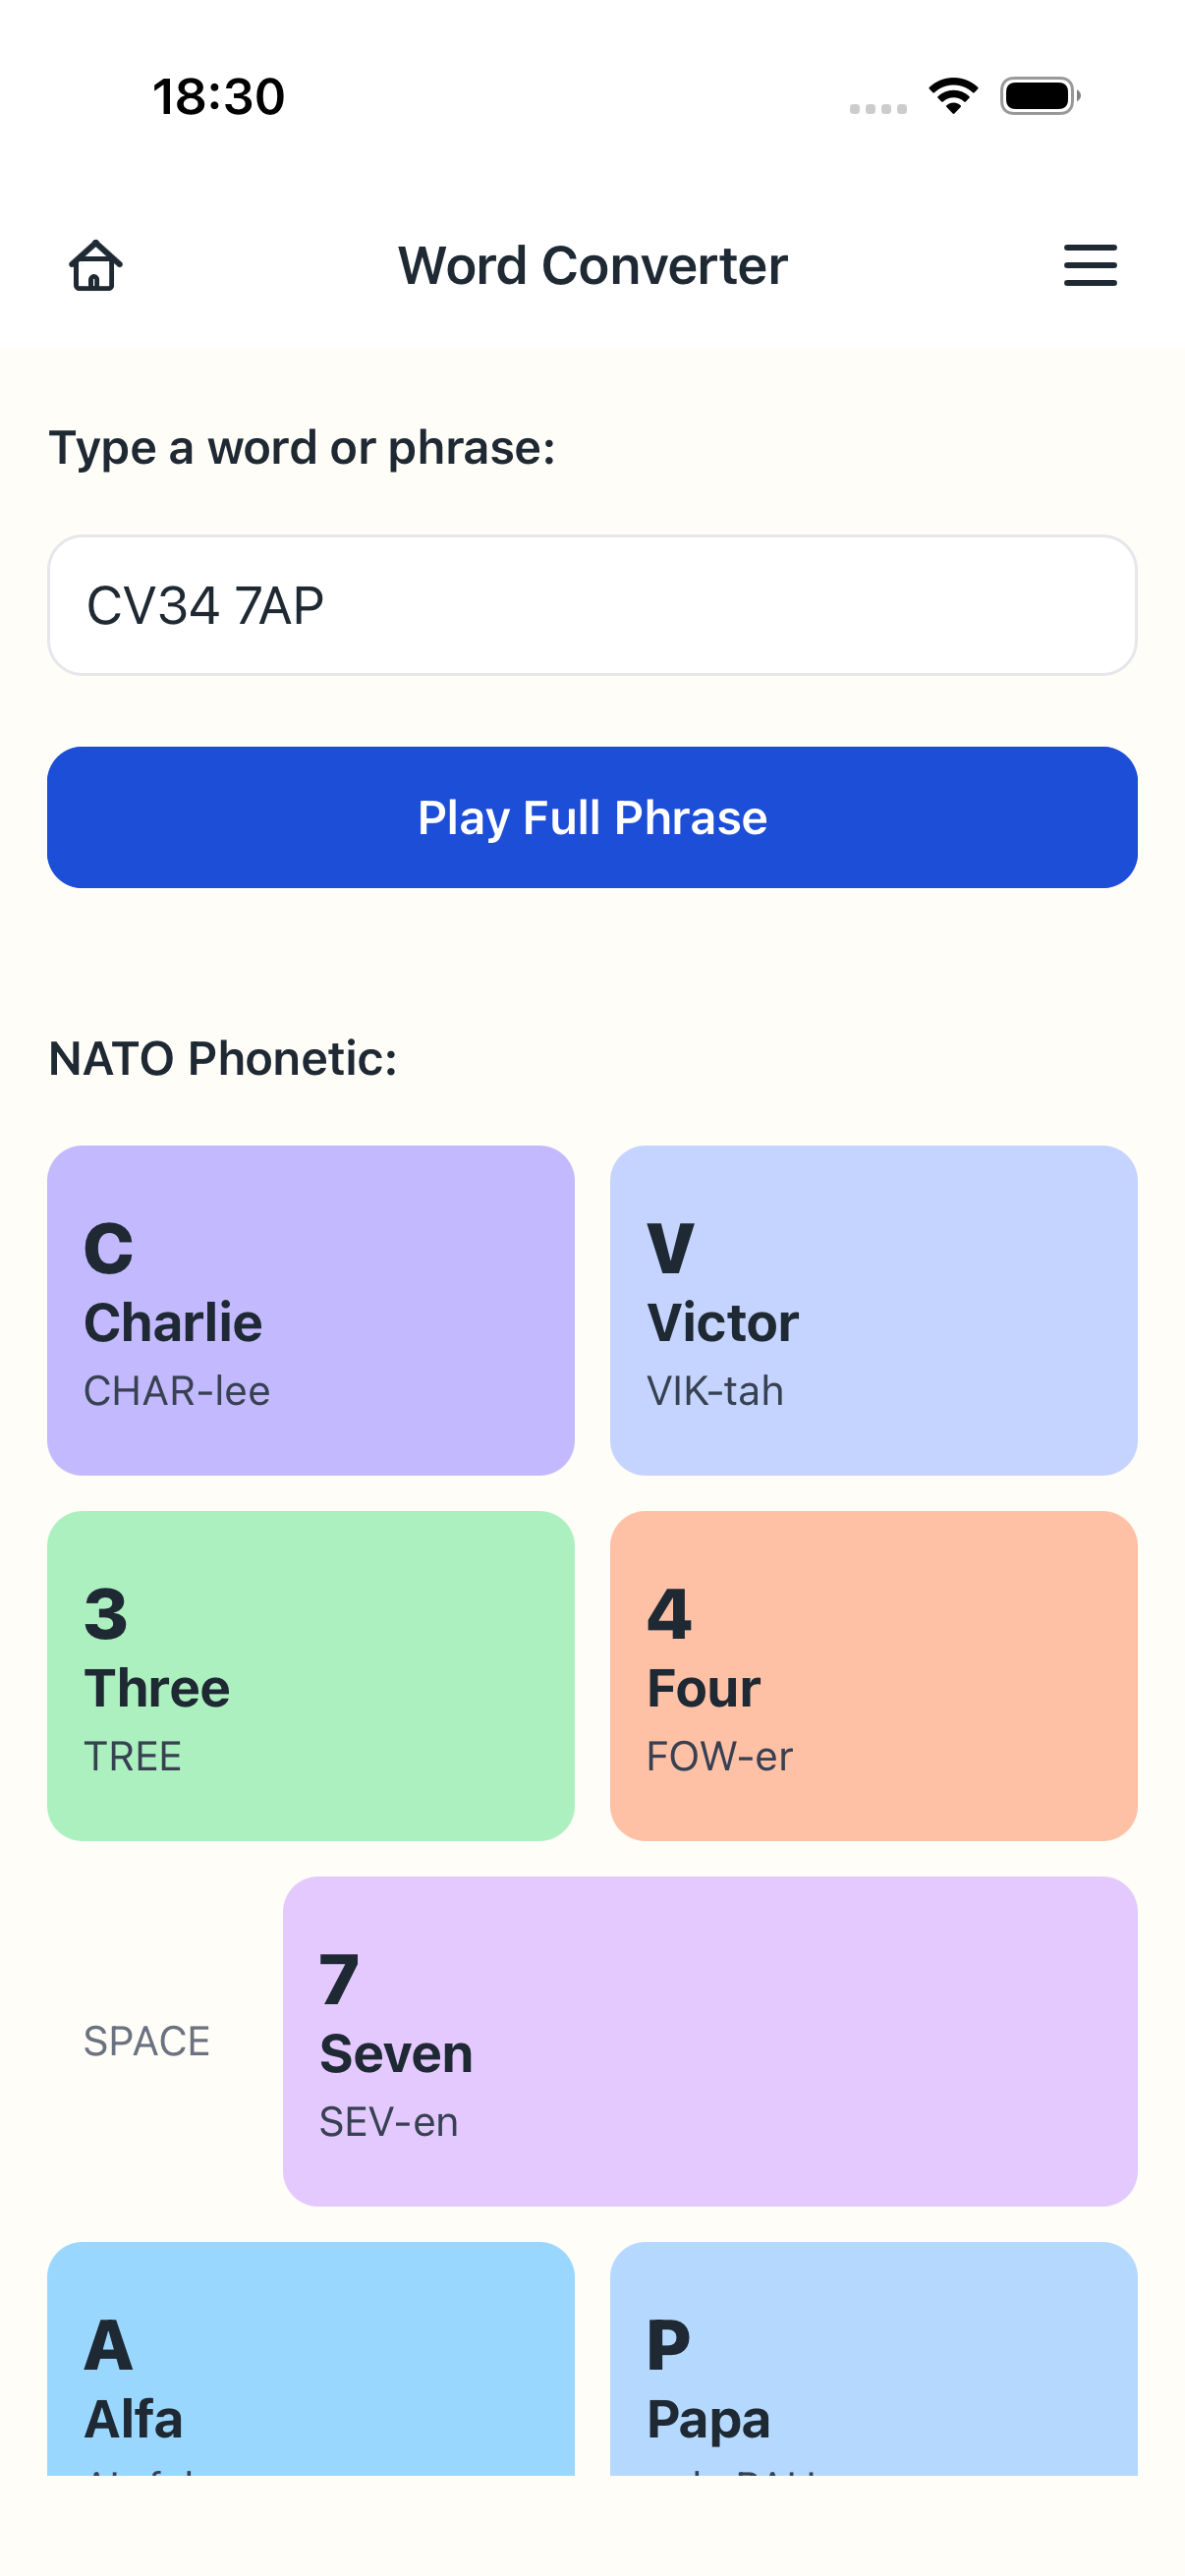 18:30
Word Converter
Type a word or phrase:
CV34 7AP
Play Full Phrase
NATO Phonetic:
C
Charlie
CHAR-lee
V
Victor
VIK-tah
3
Three
TREE
4
Four
FOW-er
SPACE
7
Seven
SEV-en
A
Alfa
P
Papa